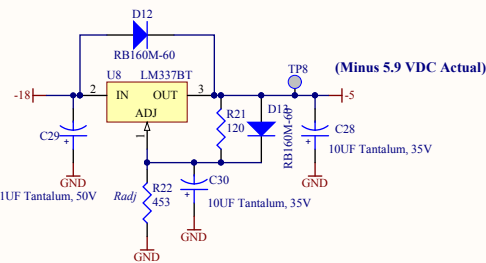 D12
RB160M-60
TP8
(Minus 5.9 VDC Actual)
U8 LM337BT
-18 2 IN OUT 3 -5
ADJ
R21
120
D13
RB160M-60
C29
C28
1
10UF Tantalum, 35V
GND
GND
1UF Tantalum, 50V
Radj
R22
453
C30
10UF Tantalum, 35V
GND
GND